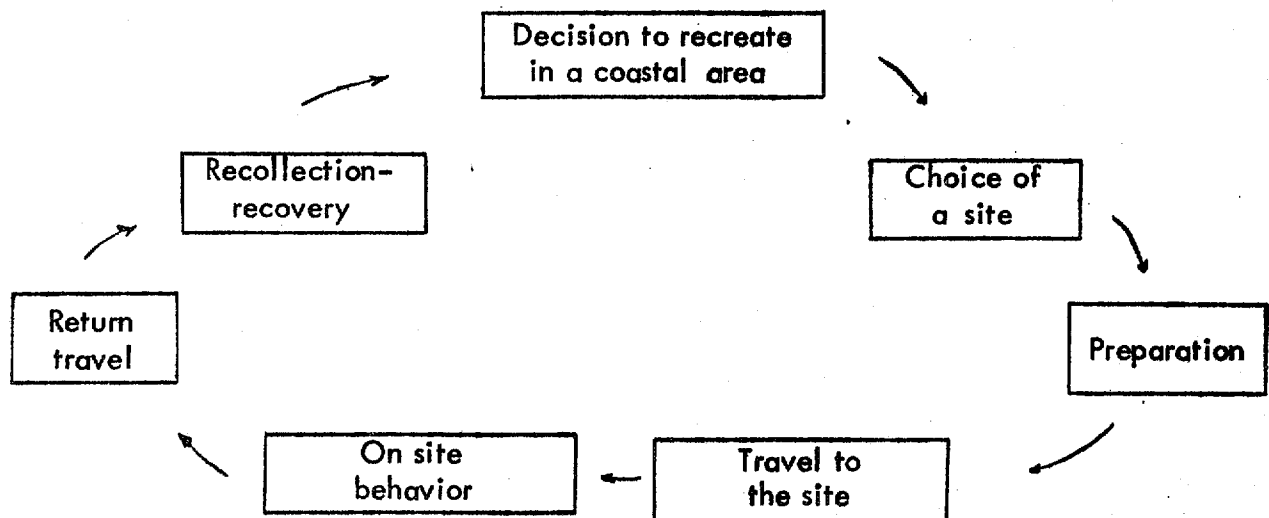 Decision to recreate
in a coastal area
Choice of
a site
Preparation
Travel to
the site
On site
behavior
Return
travel
Recollection-
recovery